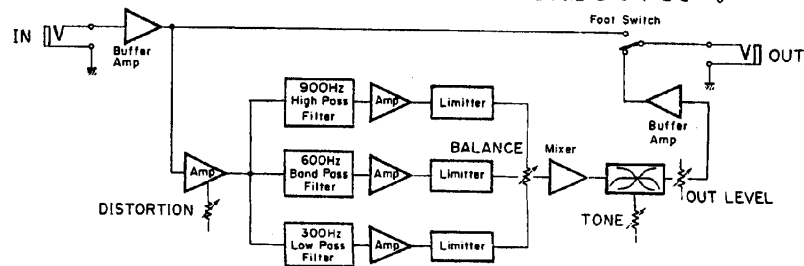 Foot Switch
IN
OUT
Buffer
Amp
900Hz
High Pass
Filter
Amp
Limitter
Buffer
Amp
BALANCE
Mixer
Amp
600Hz
Band Pass
Filter
Amp
Limitter
DISTORTION
OUT LEVEL
TONE
300Hz
Low Pass
Filter
Amp
Limitter